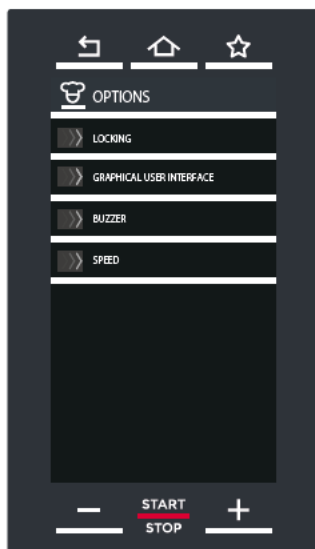 OPTIONS
LOCKING
GRAPHICAL USER INTERFACE
BUZZER
SPEED
START
STOP